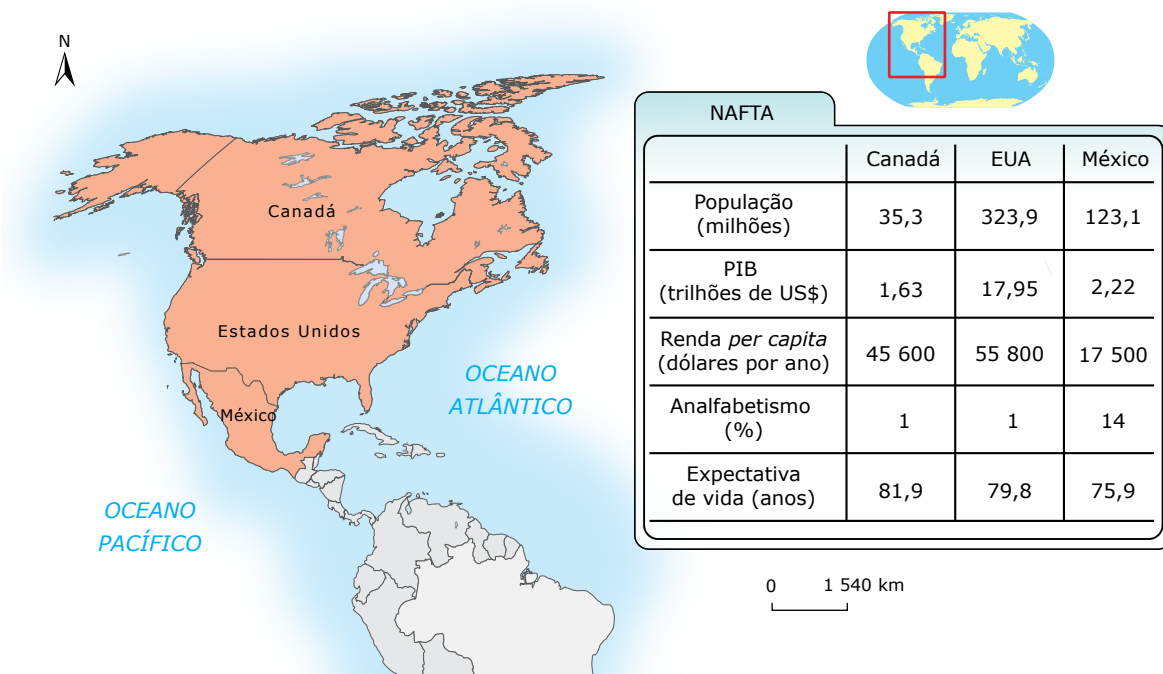 N
Canadá
Estados Unidos
México
OCEANO
ATLÂNTICO
OCEANO
PACÍFICO
NAFTA
Canadá EUA México
População
(milhões) 35,3 323,9 123,1
PIB
(trilhões de US$) 1,63 17,95 2,22
Renda per capita
(dólares por ano) 45 600 55 800 17 500
Analfabetismo
(%) 1 1 14
Expectativa
de vida (anos) 81,9 79,8 75,9
0 1 540 km